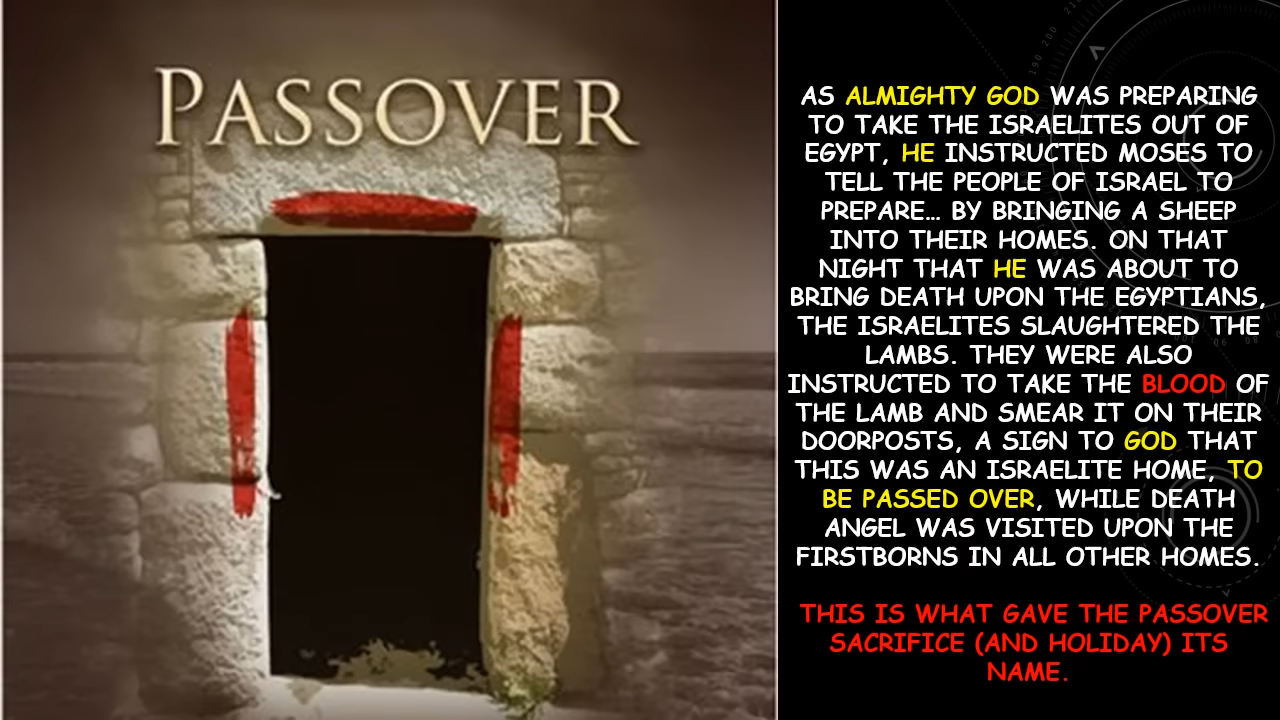 PASSOVER
AS ALMIGHTY GOD WAS PREPARING
TO TAKE THE ISRAELITES OUT OF
EGYPT, HE INSTRUCTED MOSES TO
TELL THE PEOPLE OF ISRAEL TO
PREPARE… BY BRINGING A SHEEP
INTO THEIR HOMES. ON THAT
NIGHT THAT HE WAS ABOUT TO
BRING DEATH UPON THE EGYPTIANS,
THE ISRAELITES SLAUGHTERED THE
LAMBS. THEY WERE ALSO
INSTRUCTED TO TAKE THE BLOOD OF
THE LAMB AND SMEAR IT ON THEIR
DOORPOSTS, A SIGN TO GOD THAT
THIS WAS AN ISRAELITE HOME, TO
BE PASSED OVER, WHILE DEATH
ANGEL WAS VISITED UPON THE
FIRSTBORNS IN ALL OTHER HOMES.
THIS IS WHAT GAVE THE PASSOVER
SACRIFICE (AND HOLIDAY) ITS
NAME.